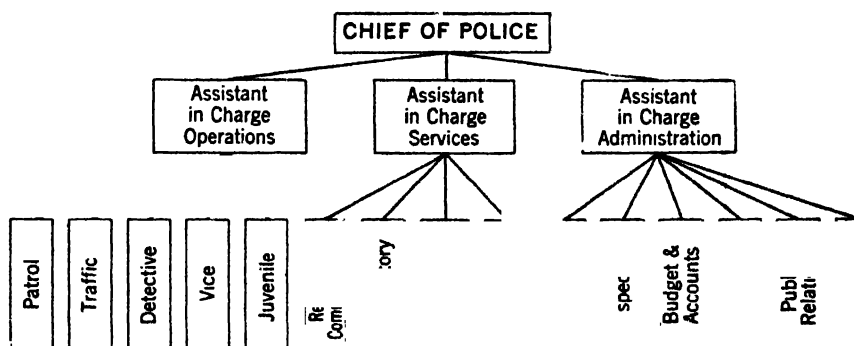 CHIEF OF POLICE
Assistant
in Charge
Operations
Assistant
in Charge
Services
Assistant
in Charge
Administration
Patrol
Traffic
Detective
Vice
Juvenile
Budget &
Accounts